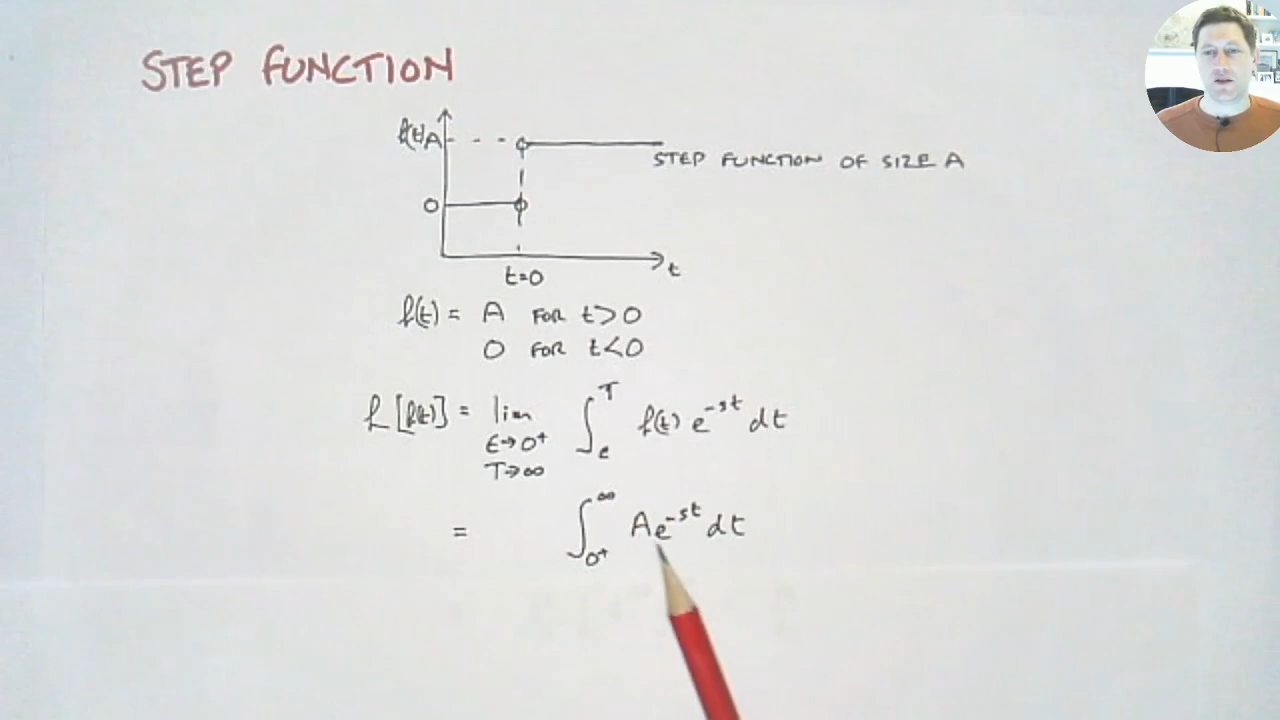 STEP FUNCTION
f(t) A
STEP FUNCTION OF SIZE A
0
t=0
t
f(t) = A FOR t>0
0 FOR t<0
ℒ[f(t)] = lim ε→0⁺ T→∞ ∫_ε^T f(t) e^{-st} dt
= ∫_{0⁺}^∞ Ae^{-st} dt